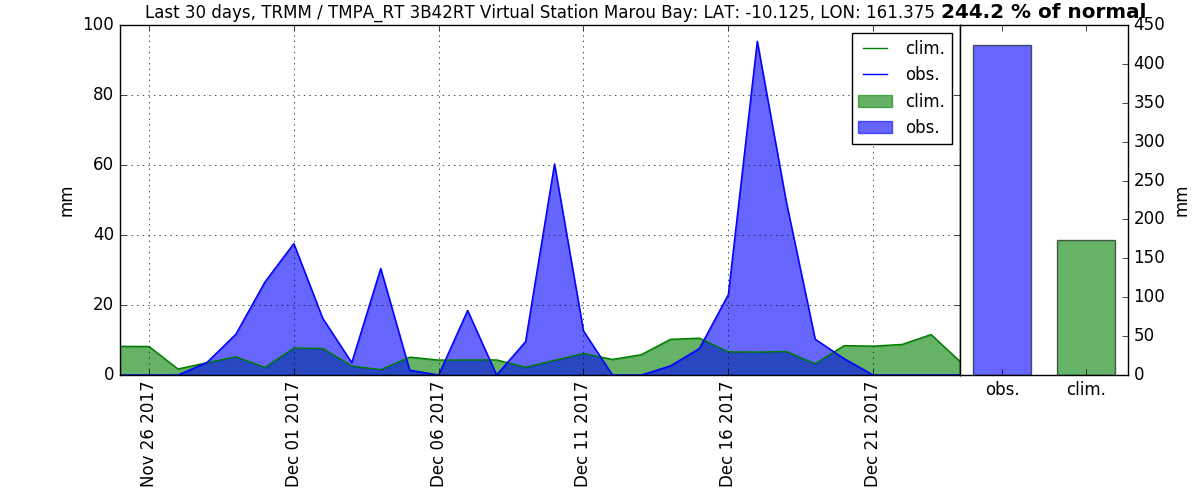 Last 30 days, TRMM / TMPA_RT 3B42RT Virtual Station Marou Bay: LAT: -10.125, LON: 161.375 244.2 % of normal
100
80
60
40
20
0
mm
clim.
obs.
clim.
obs.
450
400
350
300
250
200
150
100
50
0
mm
Nov 26 2017
Dec 01 2017
Dec 06 2017
Dec 11 2017
Dec 16 2017
Dec 21 2017
obs.
clim.